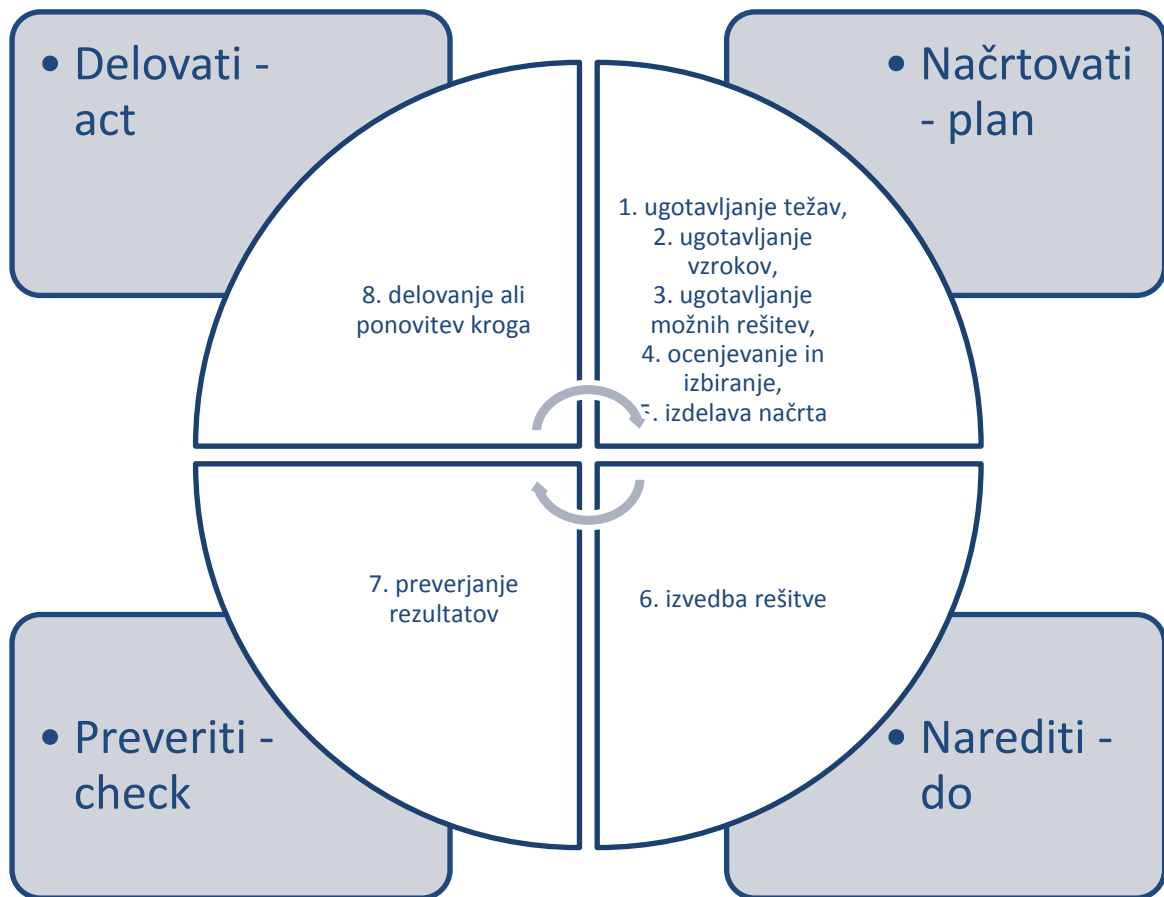 • Delovati -
act
• Načrtovati
- plan
1. ugotavljanje težav,
2. ugotavljanje
vzrokov,
3. ugotavljanje
možnih rešitev,
4. ocenjevanje in
izbiranje,
5. izdelava načrta
8. delovanje ali
ponovitev kroga
7. preverjanje
rezultatov
6. izvedba rešitve
• Preveriti -
check
• Narediti -
do